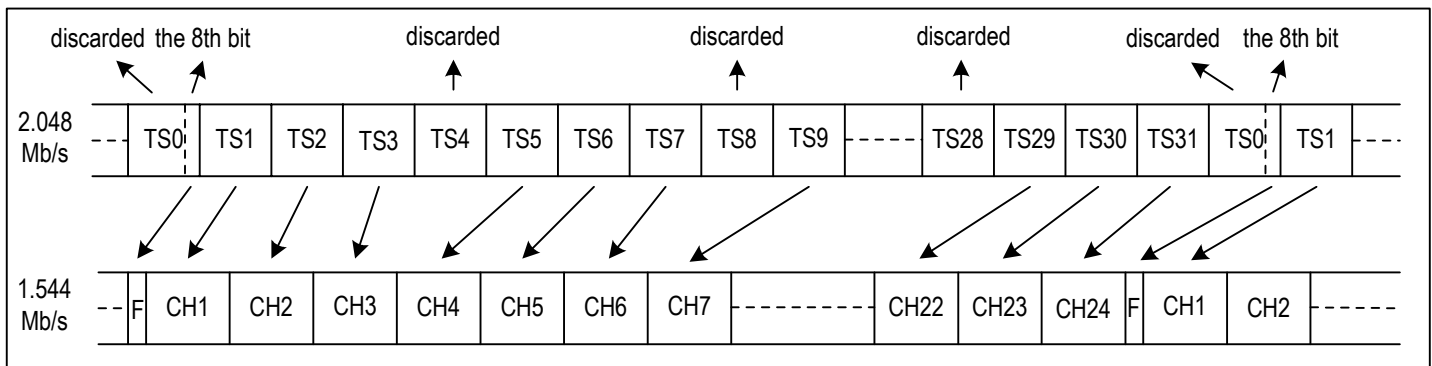 discarded the 8th bit discarded discarded discarded discarded the 8th bit
2.048 Mb/s TS0 TS1 TS2 TS3 TS4 TS5 TS6 TS7 TS8 TS9 TS28 TS29 TS30 TS31 TS0 TS1
1.544 Mb/s F CH1 CH2 CH3 CH4 CH5 CH6 CH7 CH22 CH23 CH24 F CH1 CH2